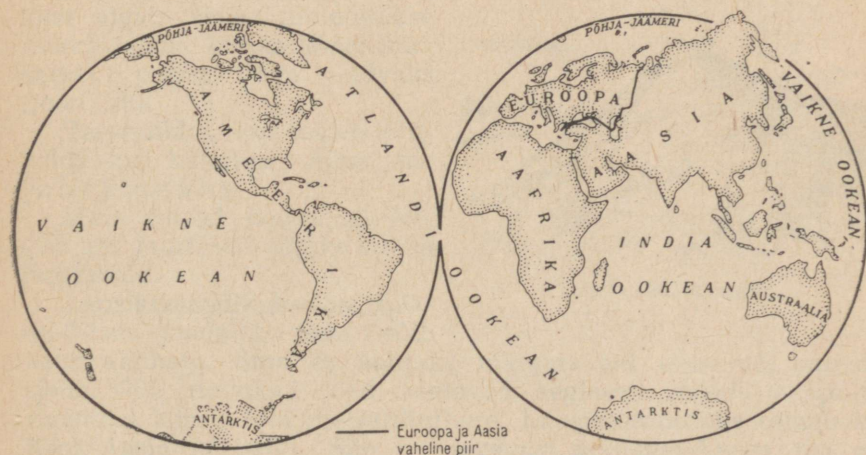 PÕHJA-JÄÄMERI
AMEERIKA
ATLANDI OOKEAN
VAIKNE
OOKEAN
ANTARKTIS
PÕHJA-JÄÄMERI
EUROOPA
AASIA
VAIKNE OOKEAN
AAFRIKA
INDIA
OOKEAN
AUSTRAALIA
ANTARKTIS
Euroopa ja Aasia
vaheline piir